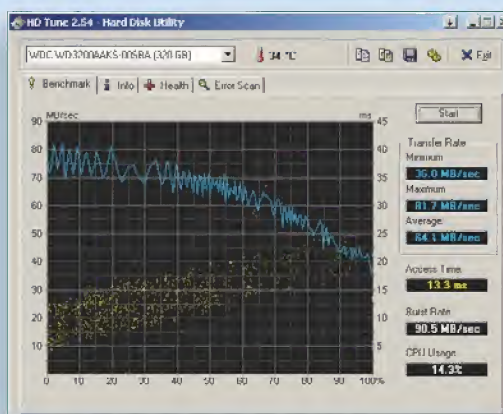 HD Tune 2.54 - Hard Disk Utility
WDC WD3200AAKS-00SBA (320 GB)
34 °C
Exit
Benchmark
Info
Health
Error Scan
Start
MB/sec
ms
90
80
70
60
50
40
30
20
10
45
40
35
30
25
20
15
10
5
0
10
20
30
40
50
60
70
80
90
100%
Transfer Rate
Minimum
36.0 MB/sec
Maximum
81.7 MB/sec
Average
64.1 MB/sec
Access Time
13.3 ms
Burst Rate
90.5 MB/sec
CPU Usage
14.3%